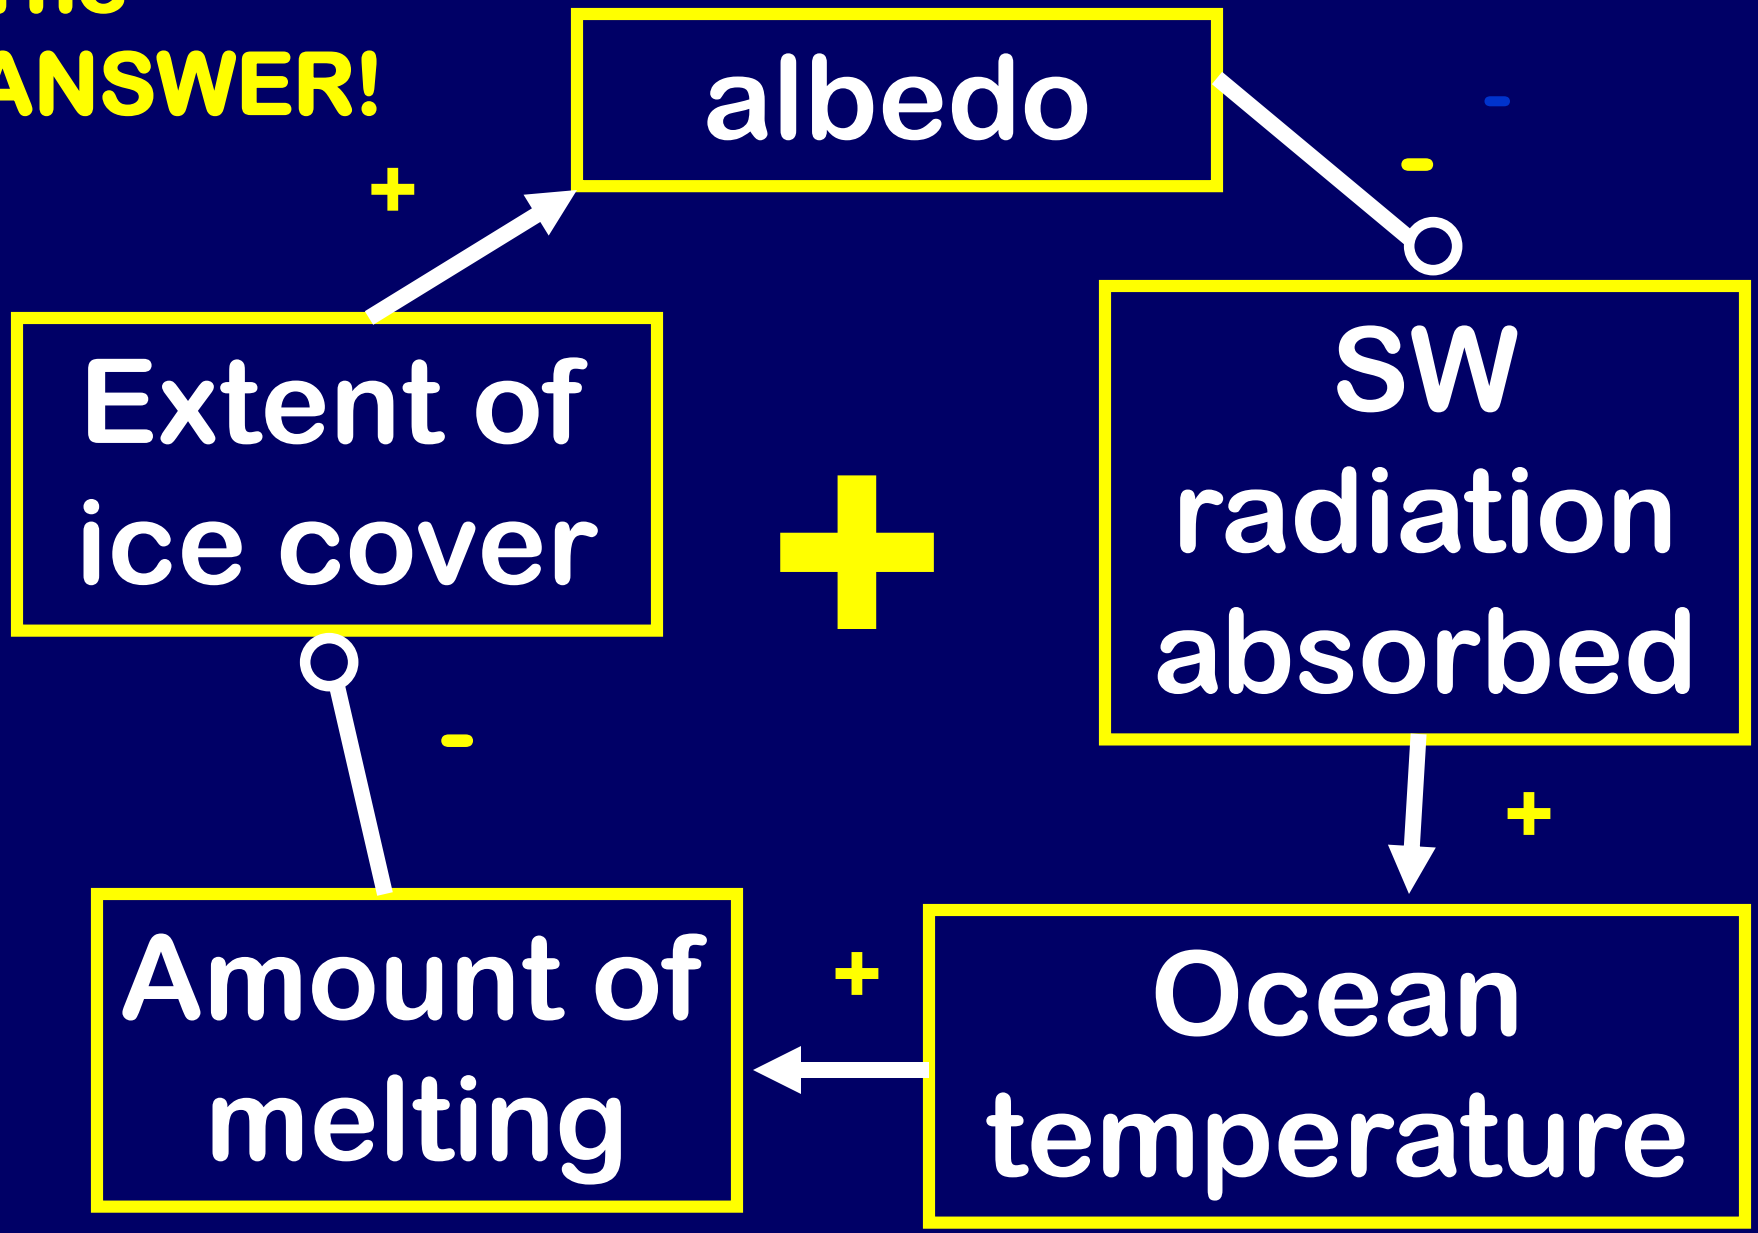 ANSWER!
albedo
+
-
-
Extent of
ice cover
+
SW
radiation
absorbed
-
+
Amount of
melting
+
Ocean
temperature